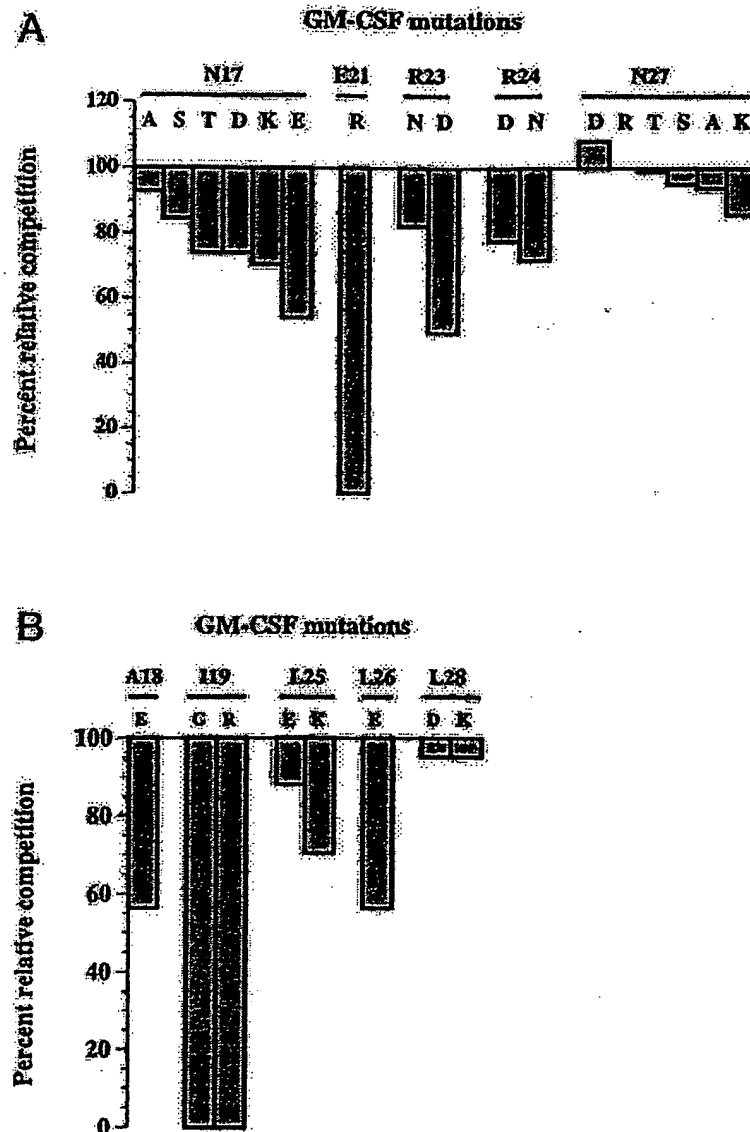 A
GM-CSF mutations
N17 E21 R23 R24 N27
A S T D K E R N D D N D R T S A K
Percent relative competition
120
100
80
60
40
20
0
B
GM-CSF mutations
A18 I19 L25 L26 L28
E G R E K E D K
Percent relative competition
100
80
60
40
20
0